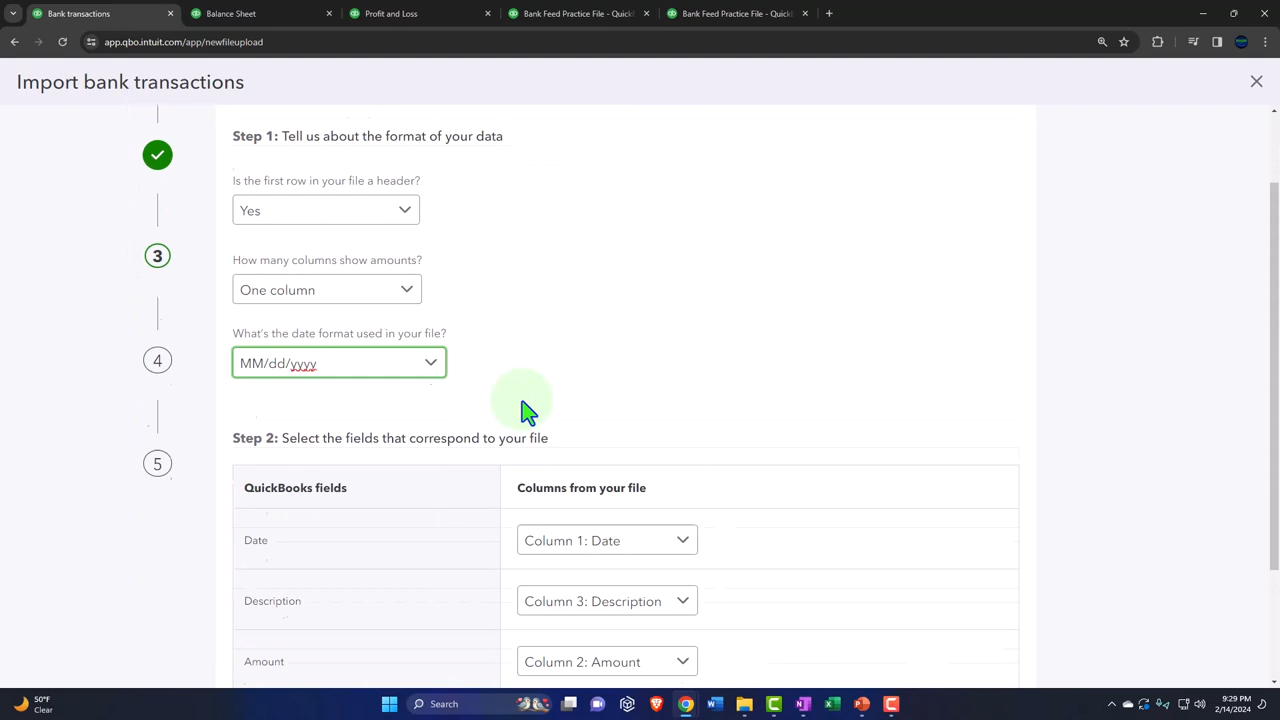 Bank transactions
Balance Sheet
Profit and Loss
Bank Feed Practice File - Quick
Bank Feed Practice File - Quick
app.qbo.intuit.com/app/newfileupload
Import bank transactions
Step 1: Tell us about the format of your data
Is the first row in your file a header?
Yes
3
How many columns show amounts?
One column
What's the date format used in your file?
4
MM/dd/yyyy
Step 2: Select the fields that correspond to your file
5
QuickBooks fields
Columns from your file
Date
Column 1: Date
Description
Column 3: Description
Amount
Column 2: Amount
50°F
Clear
Search
9:29 PM
2/14/2024